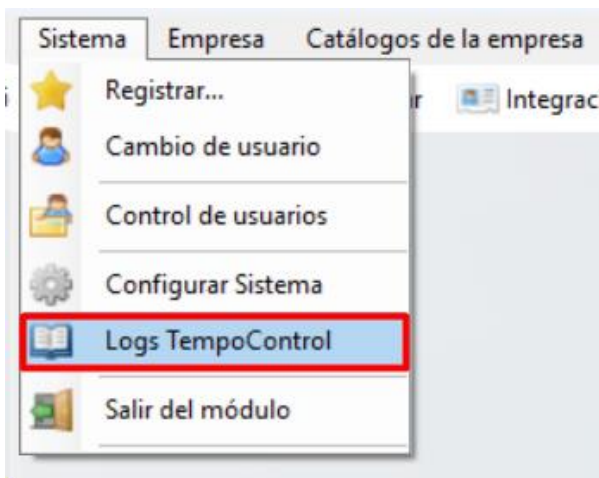 Sistema Empresa Catálogos de la empresa
Registrar... Integrac
Cambio de usuario
Control de usuarios
Configurar Sistema
Logs TempoControl
Salir del módulo